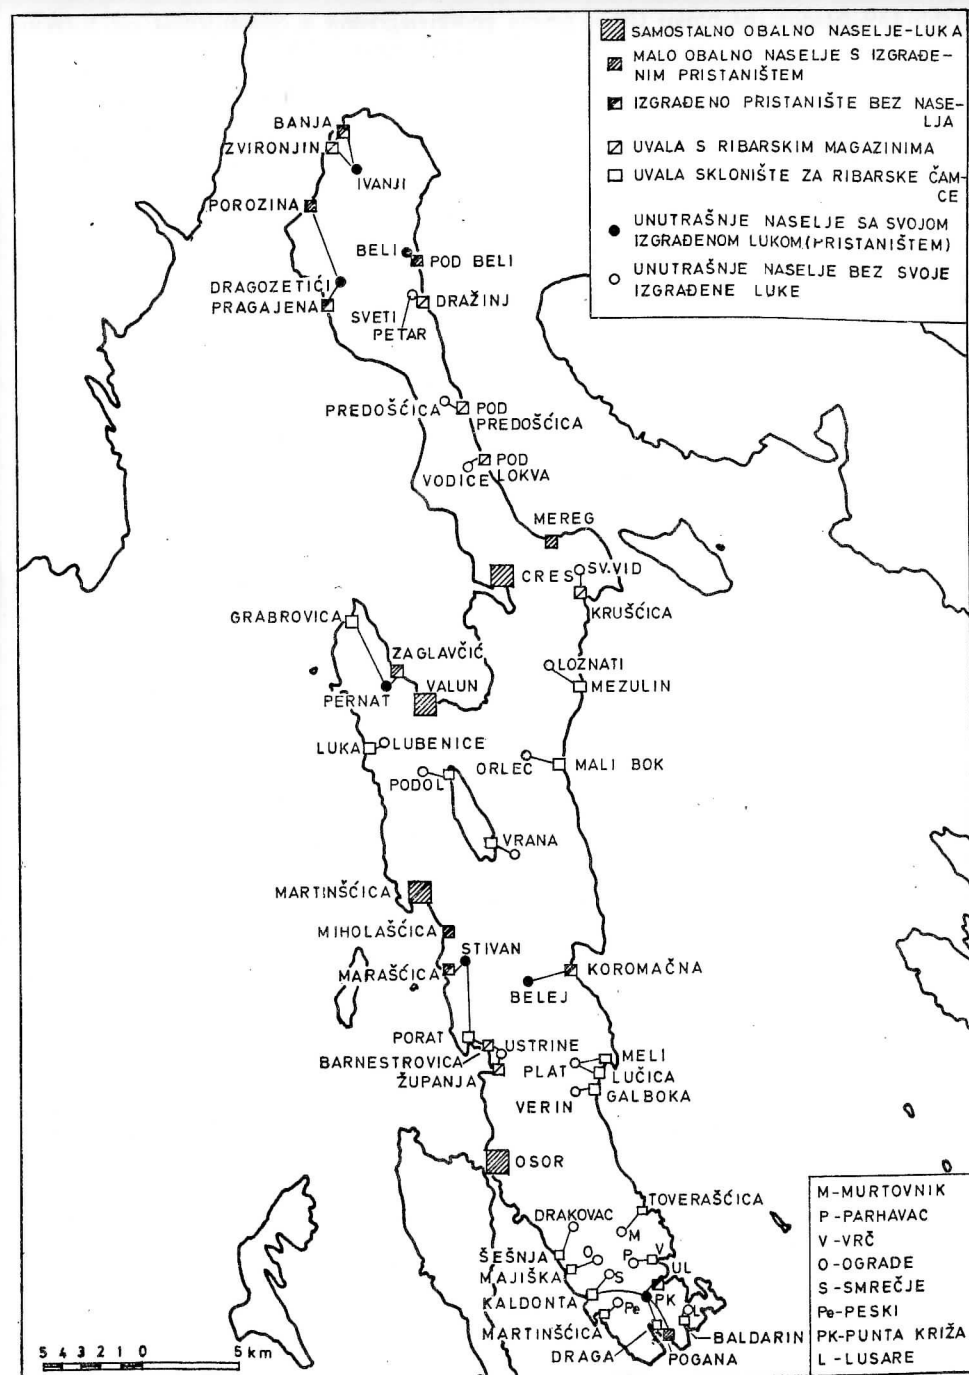 SAMOSTALNO OBALNO NASELJE-LUKA
MALO OBALNO NASELJE S IZGRAĐE-
NIM PRISTANIŠTEM
IZGRAĐENO PRISTANIŠTE BEZ NASE-
LJA
UVALA S RIBARSKIM MAGAZINIMA
UVALA SKLONIŠTE ZA RIBARSKE ČAM-
CE
UNUTRAŠNJE NASELJE SA SVOJOM
IZGRAĐENOM LUKOM (PRISTANIŠTEM)
UNUTRAŠNJE NASELJE BEZ SVOJE
IZGRAĐENE LUKE
BANJA
ZVIRONJIN
IVANJI
POROZINA
BELI
POD BELI
DRAGOZETIĆI
PRAGAJENA
SVETI
PETAR
DRAŽINJ
PREDOŠĆICA
POD
PREDOŠĆICA
POD
LOKVA
VODICE
MEREG
CRES
SV.VID
KRUŠĆICA
GRABROVICA
ZAGLAVČIĆ
LOZNATI
MEZULIN
PERNAT
VALUN
LUKA
LUBENICE
ORLEC
MALI BOK
PODOL
VRANA
MARTINŠĆICA
MIHOLAŠĆICA
STIVAN
MARAŠĆICA
KOROMAČNA
BELEJ
PORAT
USTRINE
BARNESTROVICA
ŽUPANJA
MELI
PLAT
LUČICA
VERIN
GALBOKA
OSOR
TOVERAŠĆICA
DRAKOVAC
M
ŠEŠNJA
O
P
V
MAJIŠKA
S
UL
KALDONTA
Pe
PK
L
MARTINŠĆICA
BALDARIN
DRAGA
POGANA
M-MURTOVNIK
P-PARHAVAC
V-VRČ
O-OGRADE
S-SMREČJE
Pe-PESKI
PK-PUNTA KRIŽA
L-LUSARE
5 4 3 2 1 0 5 km